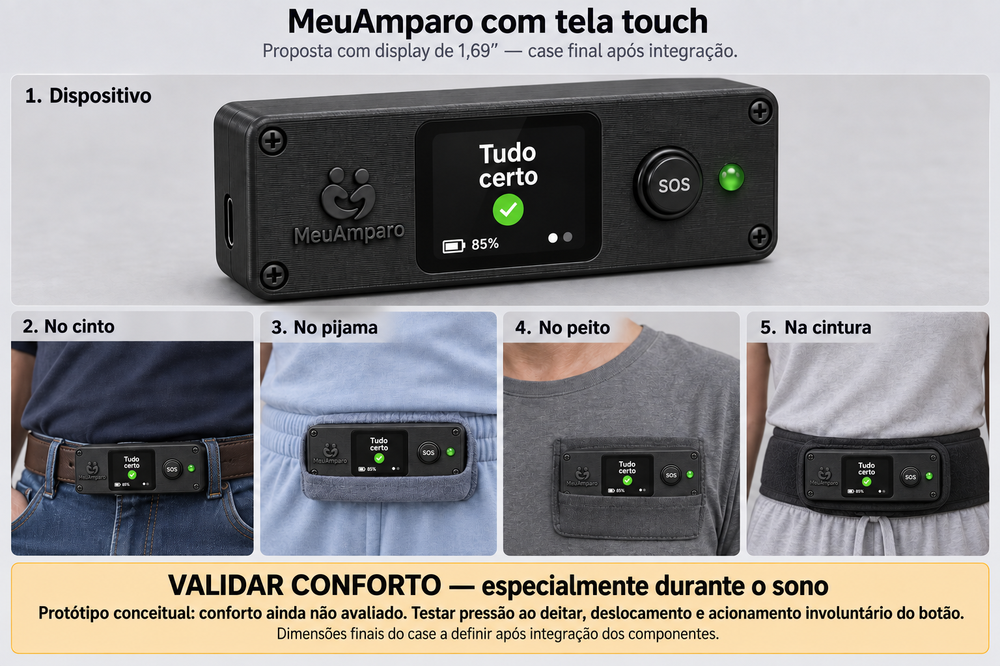 MeuAmparo com tela touch
Proposta com display de 1,69” — case final após integração.
1. Dispositivo
MeuAmparo
Tudo
certo
85%
SOS
2. No cinto
MeuAmparo
Tudo
certo
85%
SOS
3. No pijama
MeuAmparo
Tudo
certo
85%
SOS
4. No peito
MeuAmparo
Tudo
certo
85%
SOS
5. Na cintura
MeuAmparo
Tudo
certo
85%
SOS
VALIDAR CONFORTO — especialmente durante o sono
Protótipo conceitual: conforto ainda não avaliado. Testar pressão ao deitar, deslocamento e acionamento involuntário do botão.
Dimensões finais do case a definir após integração dos componentes.